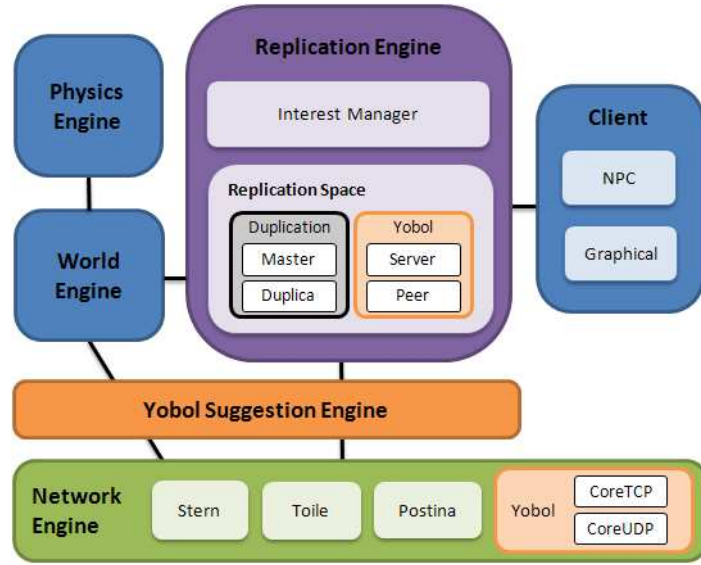 Replication Engine
Physics
Engine
Interest Manager
Client
NPC
Graphical
Replication Space
Duplication
Master
Duplica
Yobol
Server
Peer
World
Engine
Yobol Suggestion Engine
Network
Engine
Stern
Toile
Postina
Yobol
CoreTCP
CoreUDP